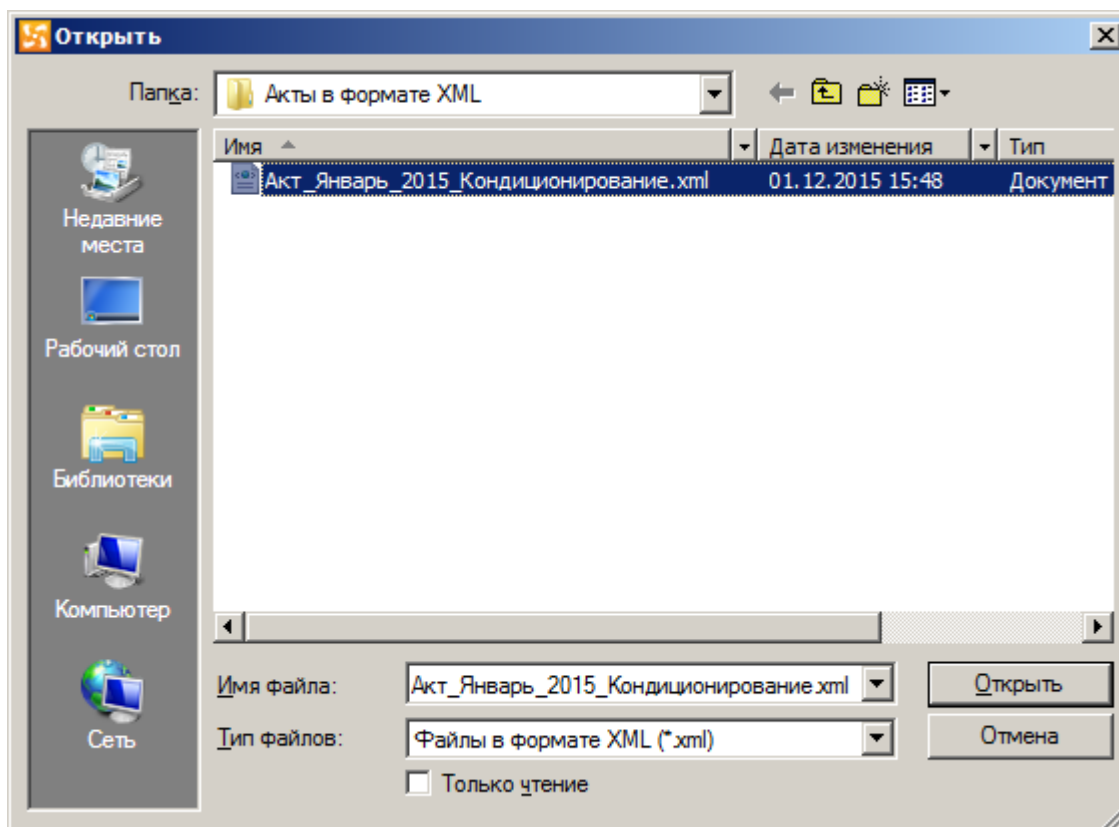 Открыть
Папка: Акты в формате XML
Имя Дата изменения Тип
Акт_Январь_2015_Кондиционирование.xml 01.12.2015 15:48 Документ
Недавние
места
Рабочий стол
Библиотеки
Компьютер
Сеть
Имя файла: Акт_Январь_2015_Кондиционирование.xml Открыть
Тип файлов: Файлы в формате XML (*.xml) Отмена
Только чтение